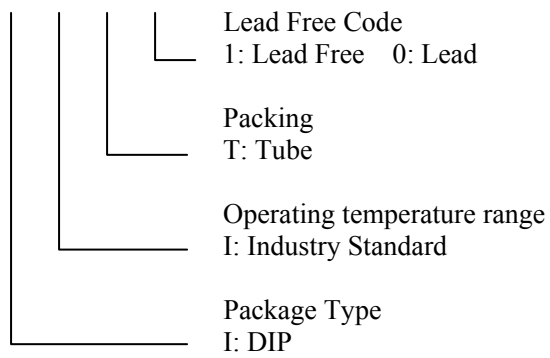 Lead Free Code
1: Lead Free 0: Lead
Packing
T: Tube
Operating temperature range
I: Industry Standard
Package Type
I: DIP